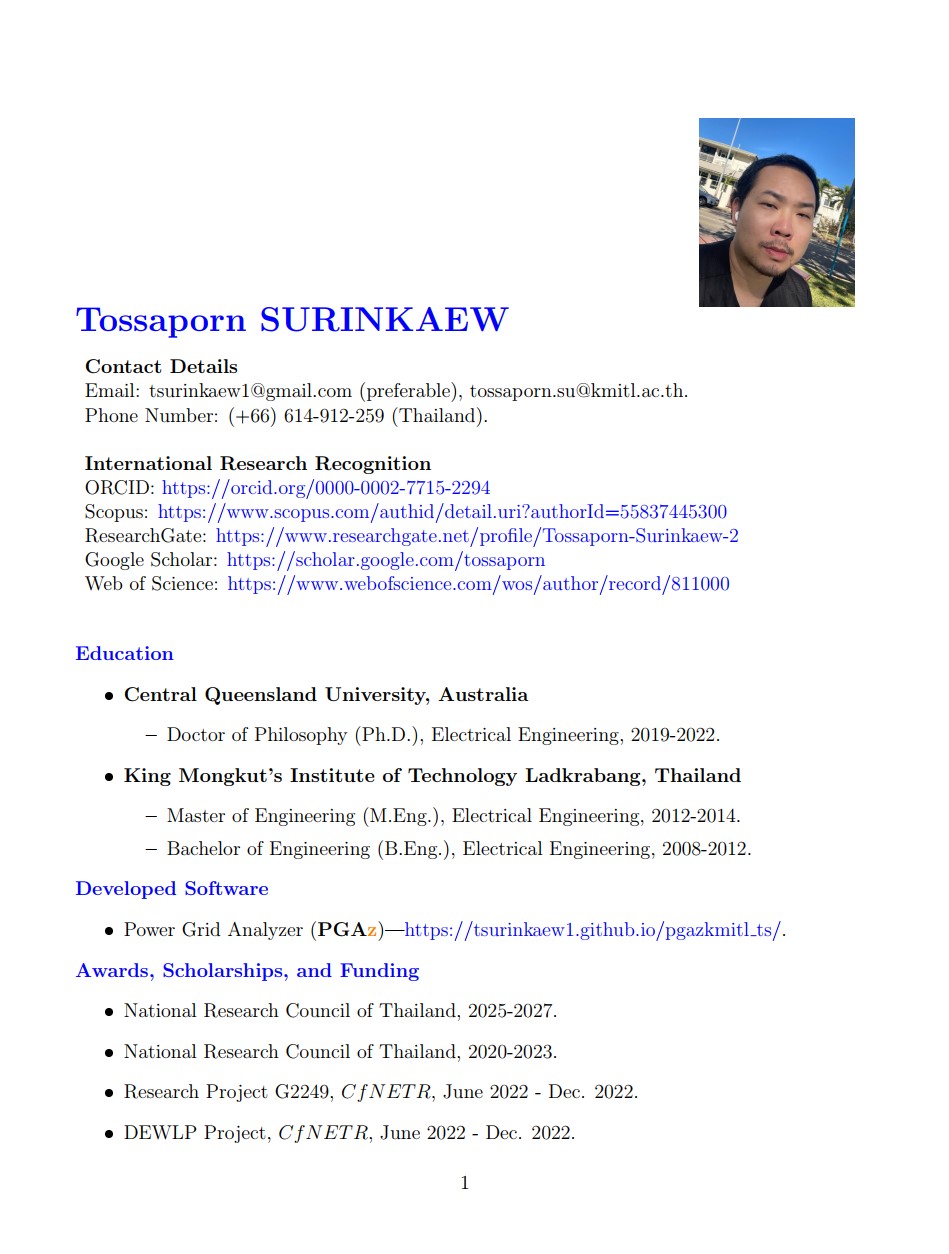 Tossaporn SURINKAEW
Contact Details
Email: tsurinkaew1@gmail.com (preferable), tossaporn.su@kmitl.ac.th.
Phone Number: (+66) 614-912-259 (Thailand).
International Research Recognition
ORCID: https://orcid.org/0000-0002-7715-2294
Scopus: https://www.scopus.com/authid/detail.uri?authorId=55837445300
ResearchGate: https://www.researchgate.net/profile/Tossaporn-Surinkaew-2
Google Scholar: https://scholar.google.com/tossaporn
Web of Science: https://www.webofscience.com/wos/author/record/811000
Education
• Central Queensland University, Australia
– Doctor of Philosophy (Ph.D.), Electrical Engineering, 2019-2022.
• King Mongkut's Institute of Technology Ladkrabang, Thailand
– Master of Engineering (M.Eng.), Electrical Engineering, 2012-2014.
– Bachelor of Engineering (B.Eng.), Electrical Engineering, 2008-2012.
Developed Software
• Power Grid Analyzer (PGAz)—https://tsurinkaew1.github.io/pgazkmitl_ts/.
Awards, Scholarships, and Funding
• National Research Council of Thailand, 2025-2027.
• National Research Council of Thailand, 2020-2023.
• Research Project G2249, CfNETR, June 2022 - Dec. 2022.
• DEWLP Project, CfNETR, June 2022 - Dec. 2022.
1